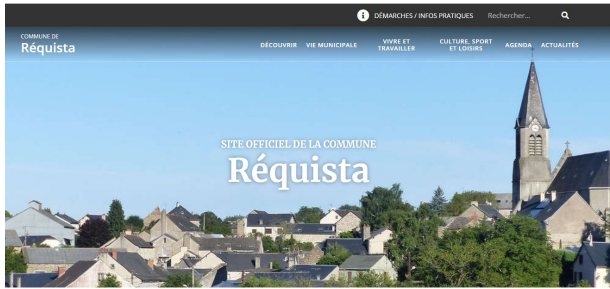 DÉMARCHES / INFOS PRATIQUES Rechercher...
COMMUNE DE
Réquista
DÉCOUVRIR VIE MUNICIPALE VIVRE ET TRAVAILLER CULTURE, SPORT ET LOISIRS AGENDA ACTUALITÉS
SITE OFFICIEL DE LA COMMUNE
Réquista